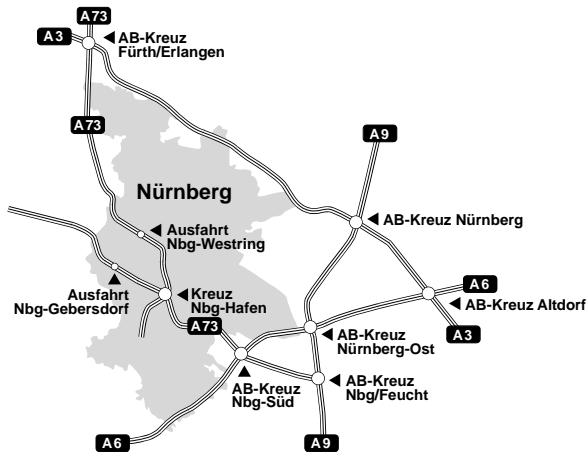 A73
A3
AB-Kreuz
Fürth/Erlangen
A73
A9
Nürnberg
AB-Kreuz Nürnberg
Ausfahrt
Nbg-Westring
Ausfahrt
Nbg-Gebersdorf
Kreuz
Nbg-Hafen
A6
AB-Kreuz Altdorf
A73
A3
AB-Kreuz
Nürnberg-Ost
AB-Kreuz
Nbg/Feucht
AB-Kreuz
Nbg-Süd
A6
A9